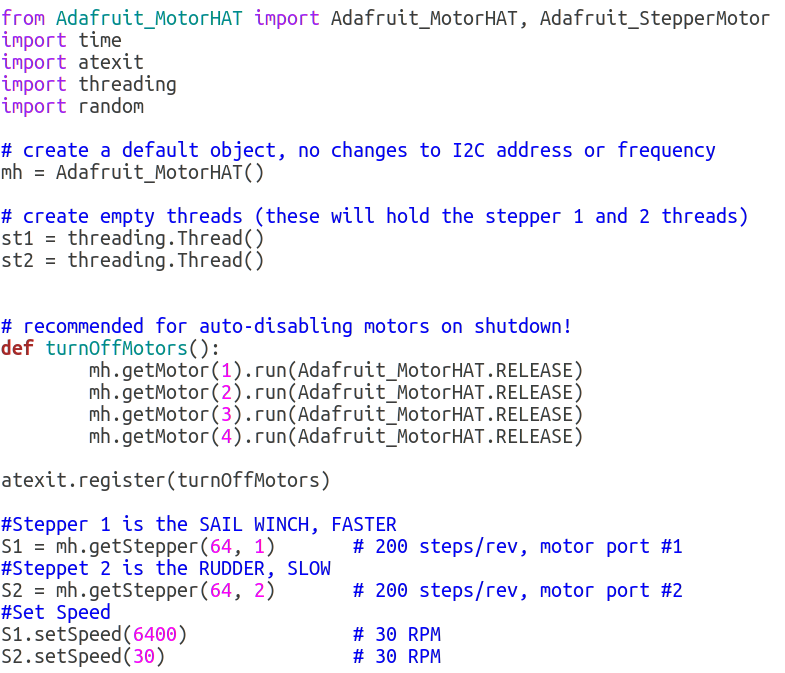 from Adafruit_MotorHAT import Adafruit_MotorHAT, Adafruit_StepperMotor
import time
import atexit
import threading
import random

# create a default object, no changes to I2C address or frequency
mh = Adafruit_MotorHAT()

# create empty threads (these will hold the stepper 1 and 2 threads)
st1 = threading.Thread()
st2 = threading.Thread()


# recommended for auto-disabling motors on shutdown!
def turnOffMotors():
        mh.getMotor(1).run(Adafruit_MotorHAT.RELEASE)
        mh.getMotor(2).run(Adafruit_MotorHAT.RELEASE)
        mh.getMotor(3).run(Adafruit_MotorHAT.RELEASE)
        mh.getMotor(4).run(Adafruit_MotorHAT.RELEASE)

atexit.register(turnOffMotors)

#Stepper 1 is the SAIL WINCH, FASTER
S1 = mh.getStepper(64, 1)       # 200 steps/rev, motor port #1
#Steppet 2 is the RUDDER, SLOW
S2 = mh.getStepper(64, 2)       # 200 steps/rev, motor port #2
#Set Speed
S1.setSpeed(6400)               # 30 RPM
S2.setSpeed(30)                 # 30 RPM